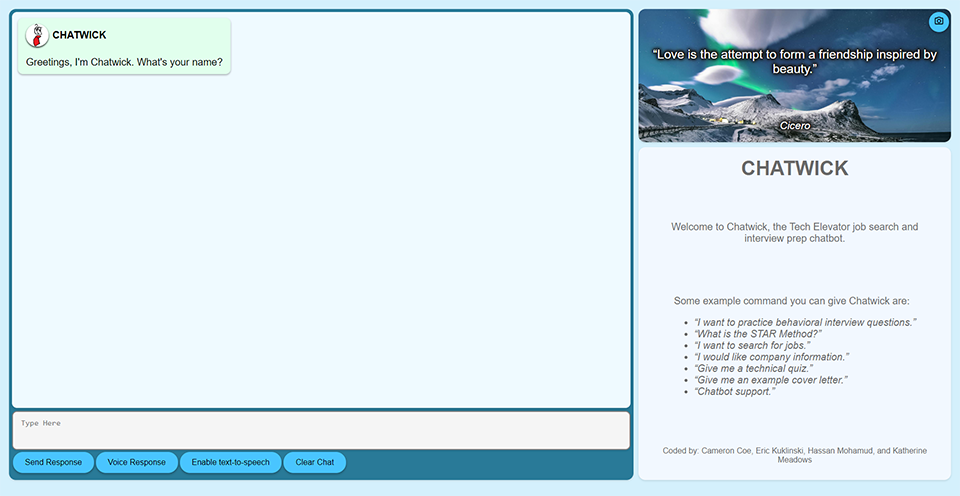 CHATWICK
Greetings, I'm Chatwick. What's your name?
Type Here
Send Response
Voice Response
Enable text-to-speech
Clear Chat
“Love is the attempt to form a friendship inspired by
beauty.”
Cicero
CHATWICK
Welcome to Chatwick, the Tech Elevator job search and
interview prep chatbot.
Some example command you can give Chatwick are:
• “I want to practice behavioral interview questions.”
• “What is the STAR Method?”
• “I want to search for jobs.”
• “I would like company information.”
• “Give me a technical quiz.”
• “Give me an example cover letter.”
• “Chatbot support.”
Coded by: Cameron Coe, Eric Kuklinski, Hassan Mohamud, and Katherine
Meadows